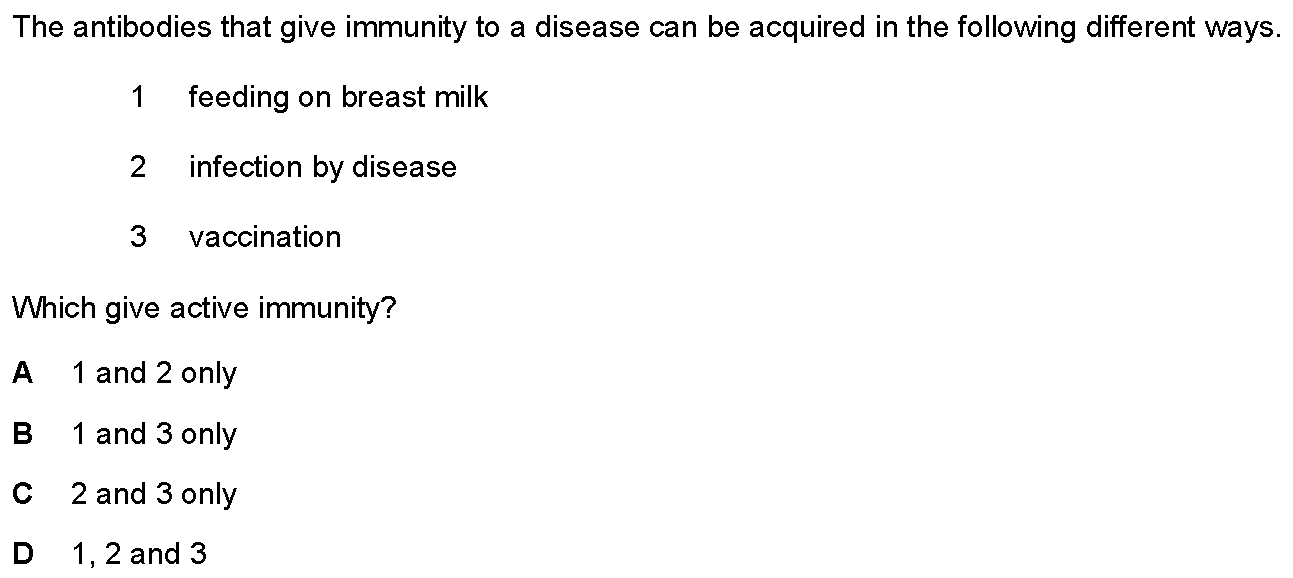 The antibodies that give immunity to a disease can be acquired in the following different ways.
1 feeding on breast milk
2 infection by disease
3 vaccination
Which give active immunity?
A 1 and 2 only
B 1 and 3 only
C 2 and 3 only
D 1, 2 and 3